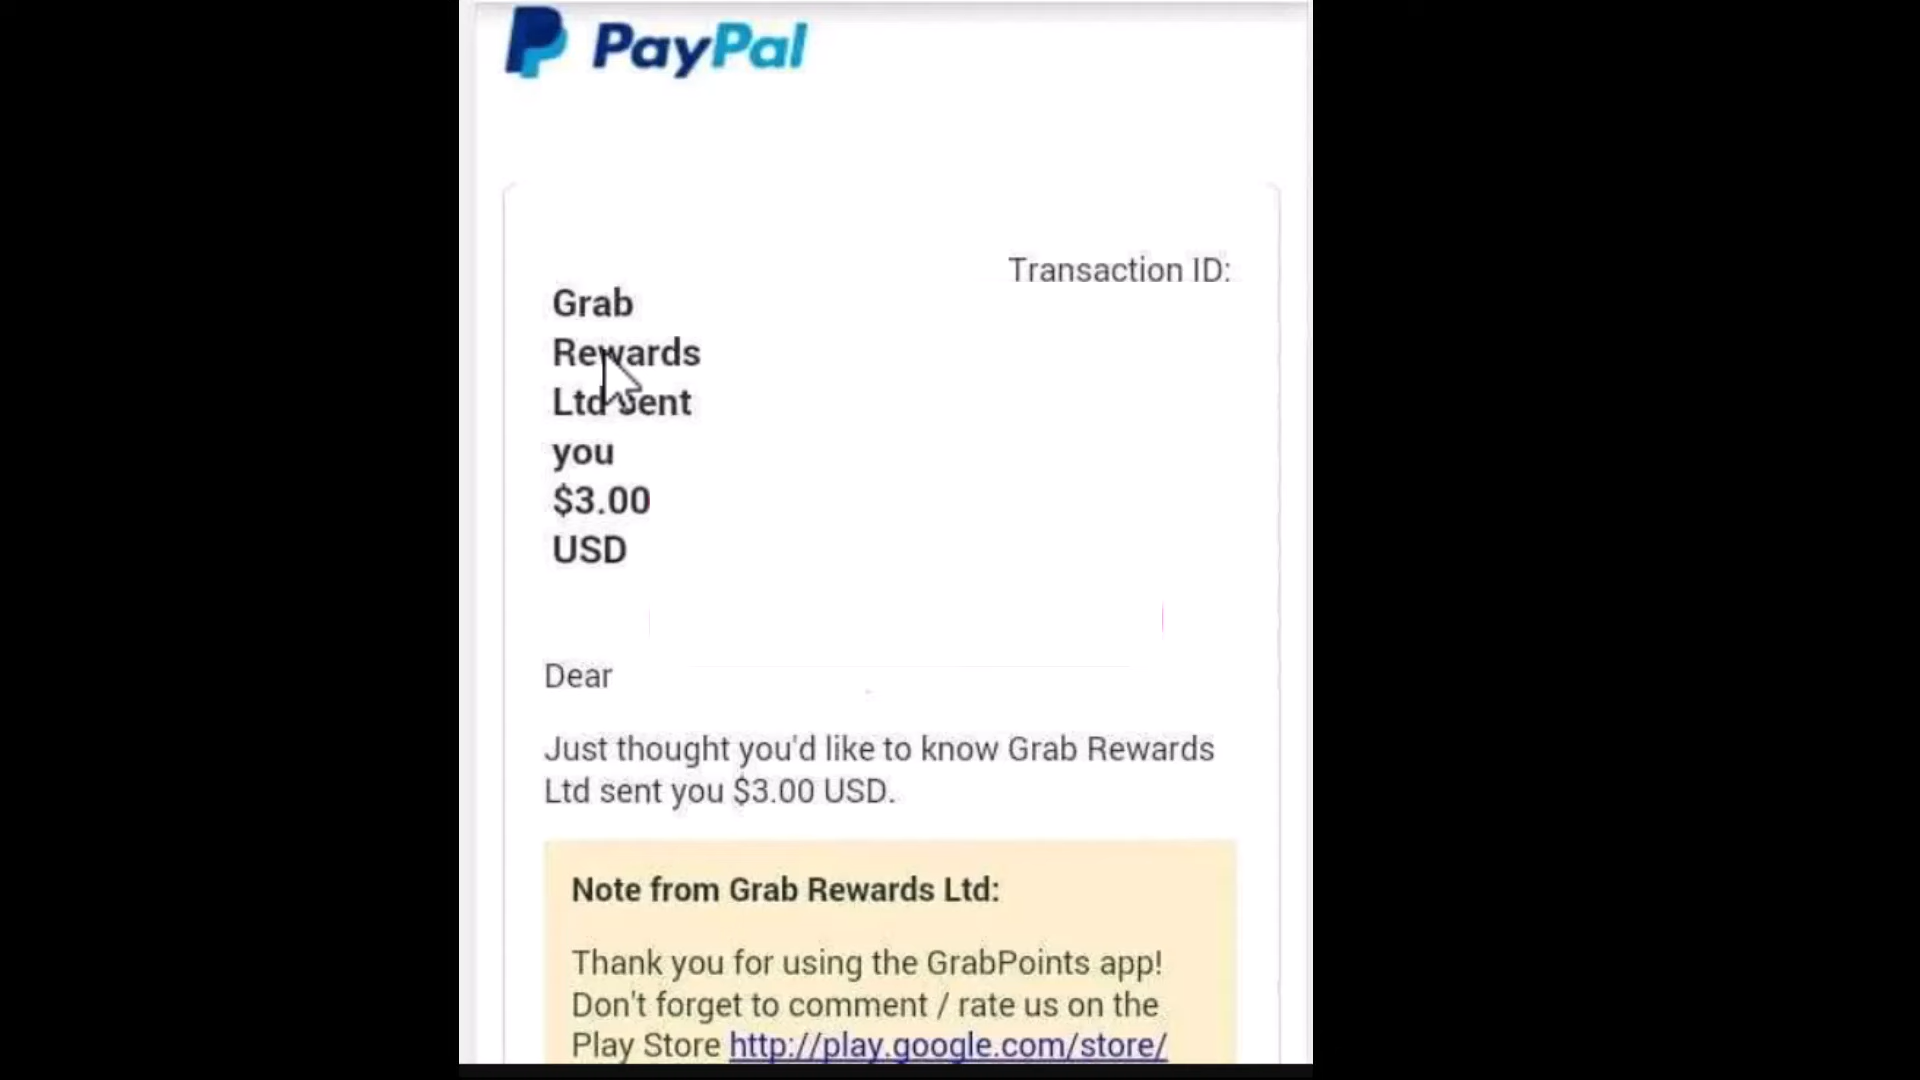 PayPal
Transaction ID:
Grab
Rewards
Ltd sent
you
$3.00
USD
Dear
Just thought you'd like to know Grab Rewards
Ltd sent you $3.00 USD.
Note from Grab Rewards Ltd:
Thank you for using the GrabPoints app!
Don't forget to comment / rate us on the
Play Store http://play.google.com/store/